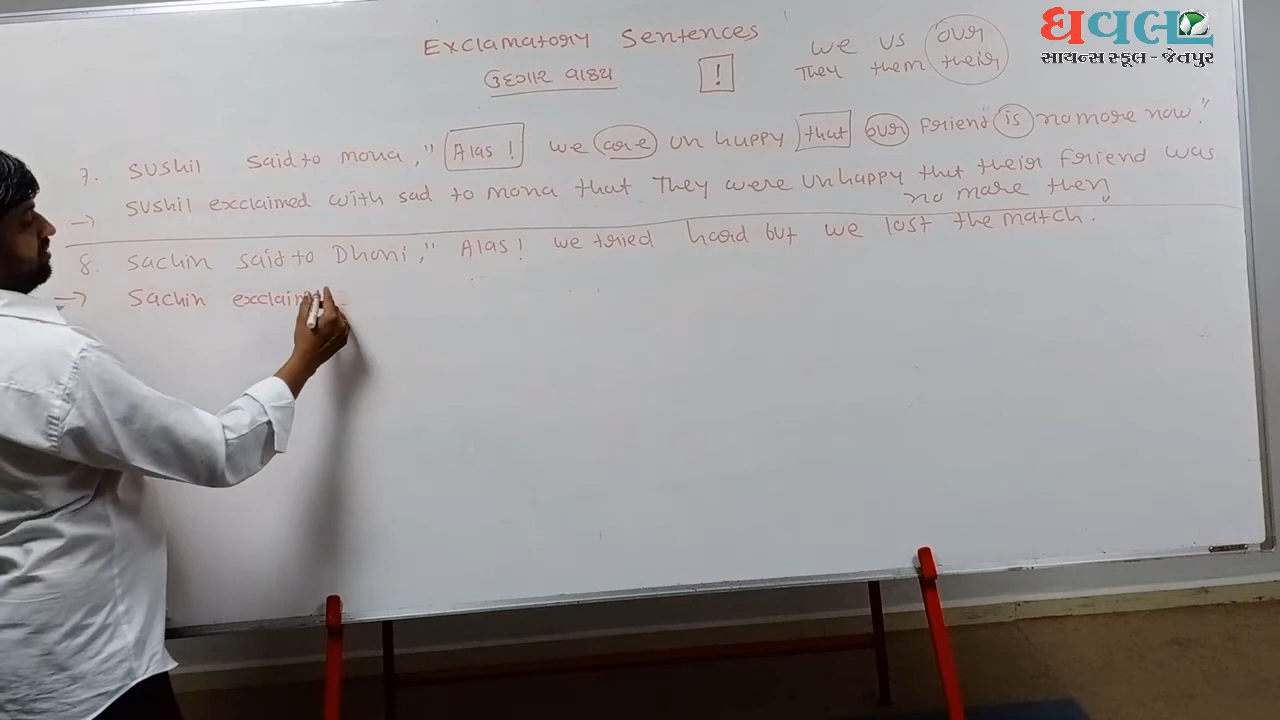 Exclamatory Sentences
ઉદગાર વાક્ય
!
we us our
They them their
ધવલ
સાયન્સ સ્કૂલ - જેતપુર
7. Sushil said to mona," Alas ! we are unhappy that our friend is no more now."
→ Sushil excclaimed with sad to mona that They were unhappy that their friend was
no more then
8. Sachin said to Dhoni," Alas! we tried hard but we lost the match."
→ Sachin exclaim